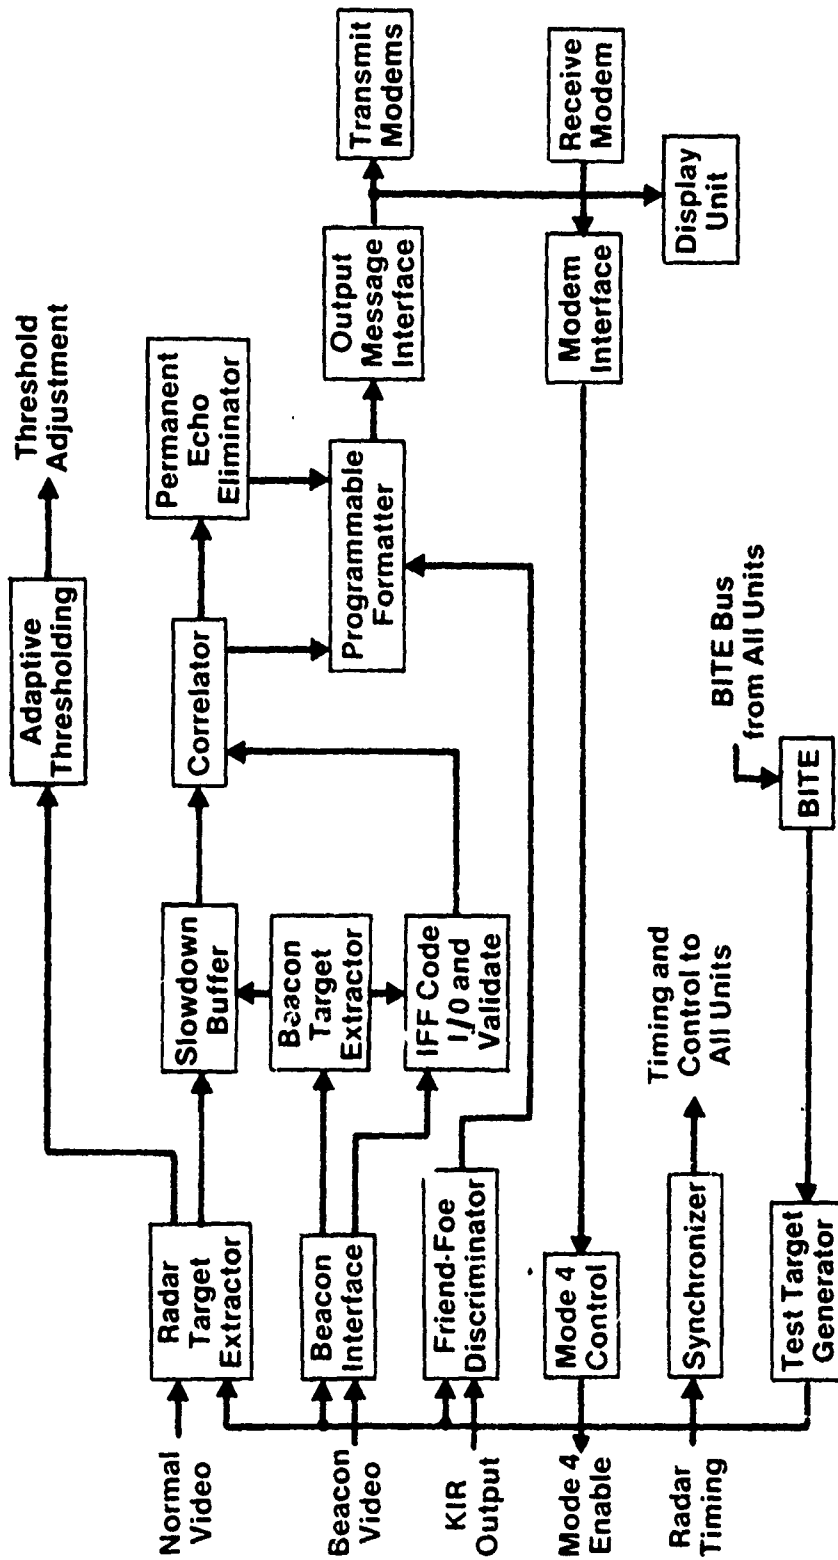 Threshold
Adjustment
Adaptive
Thresholding
Permanent
Echo
Eliminator
Correlator
Slowdown
Buffer
Radar
Target
Extractor
Normal
Video
Transmit
Modems
Output
Message
Interface
Programmable
Formatter
Beacon
Target
Extractor
Beacon
Interface
Beacon
Video
IFF Code
I/O and
Validate
Friend-Foe
Discriminator
KIR
Output
Receive
Modem
Modem
Interface
Mode 4
Control
Mode 4
Enable
Display
Unit
Timing and
Control to
All Units
Synchronizer
Radar
Timing
BITE Bus
from All Units
BITE
Test Target
Generator